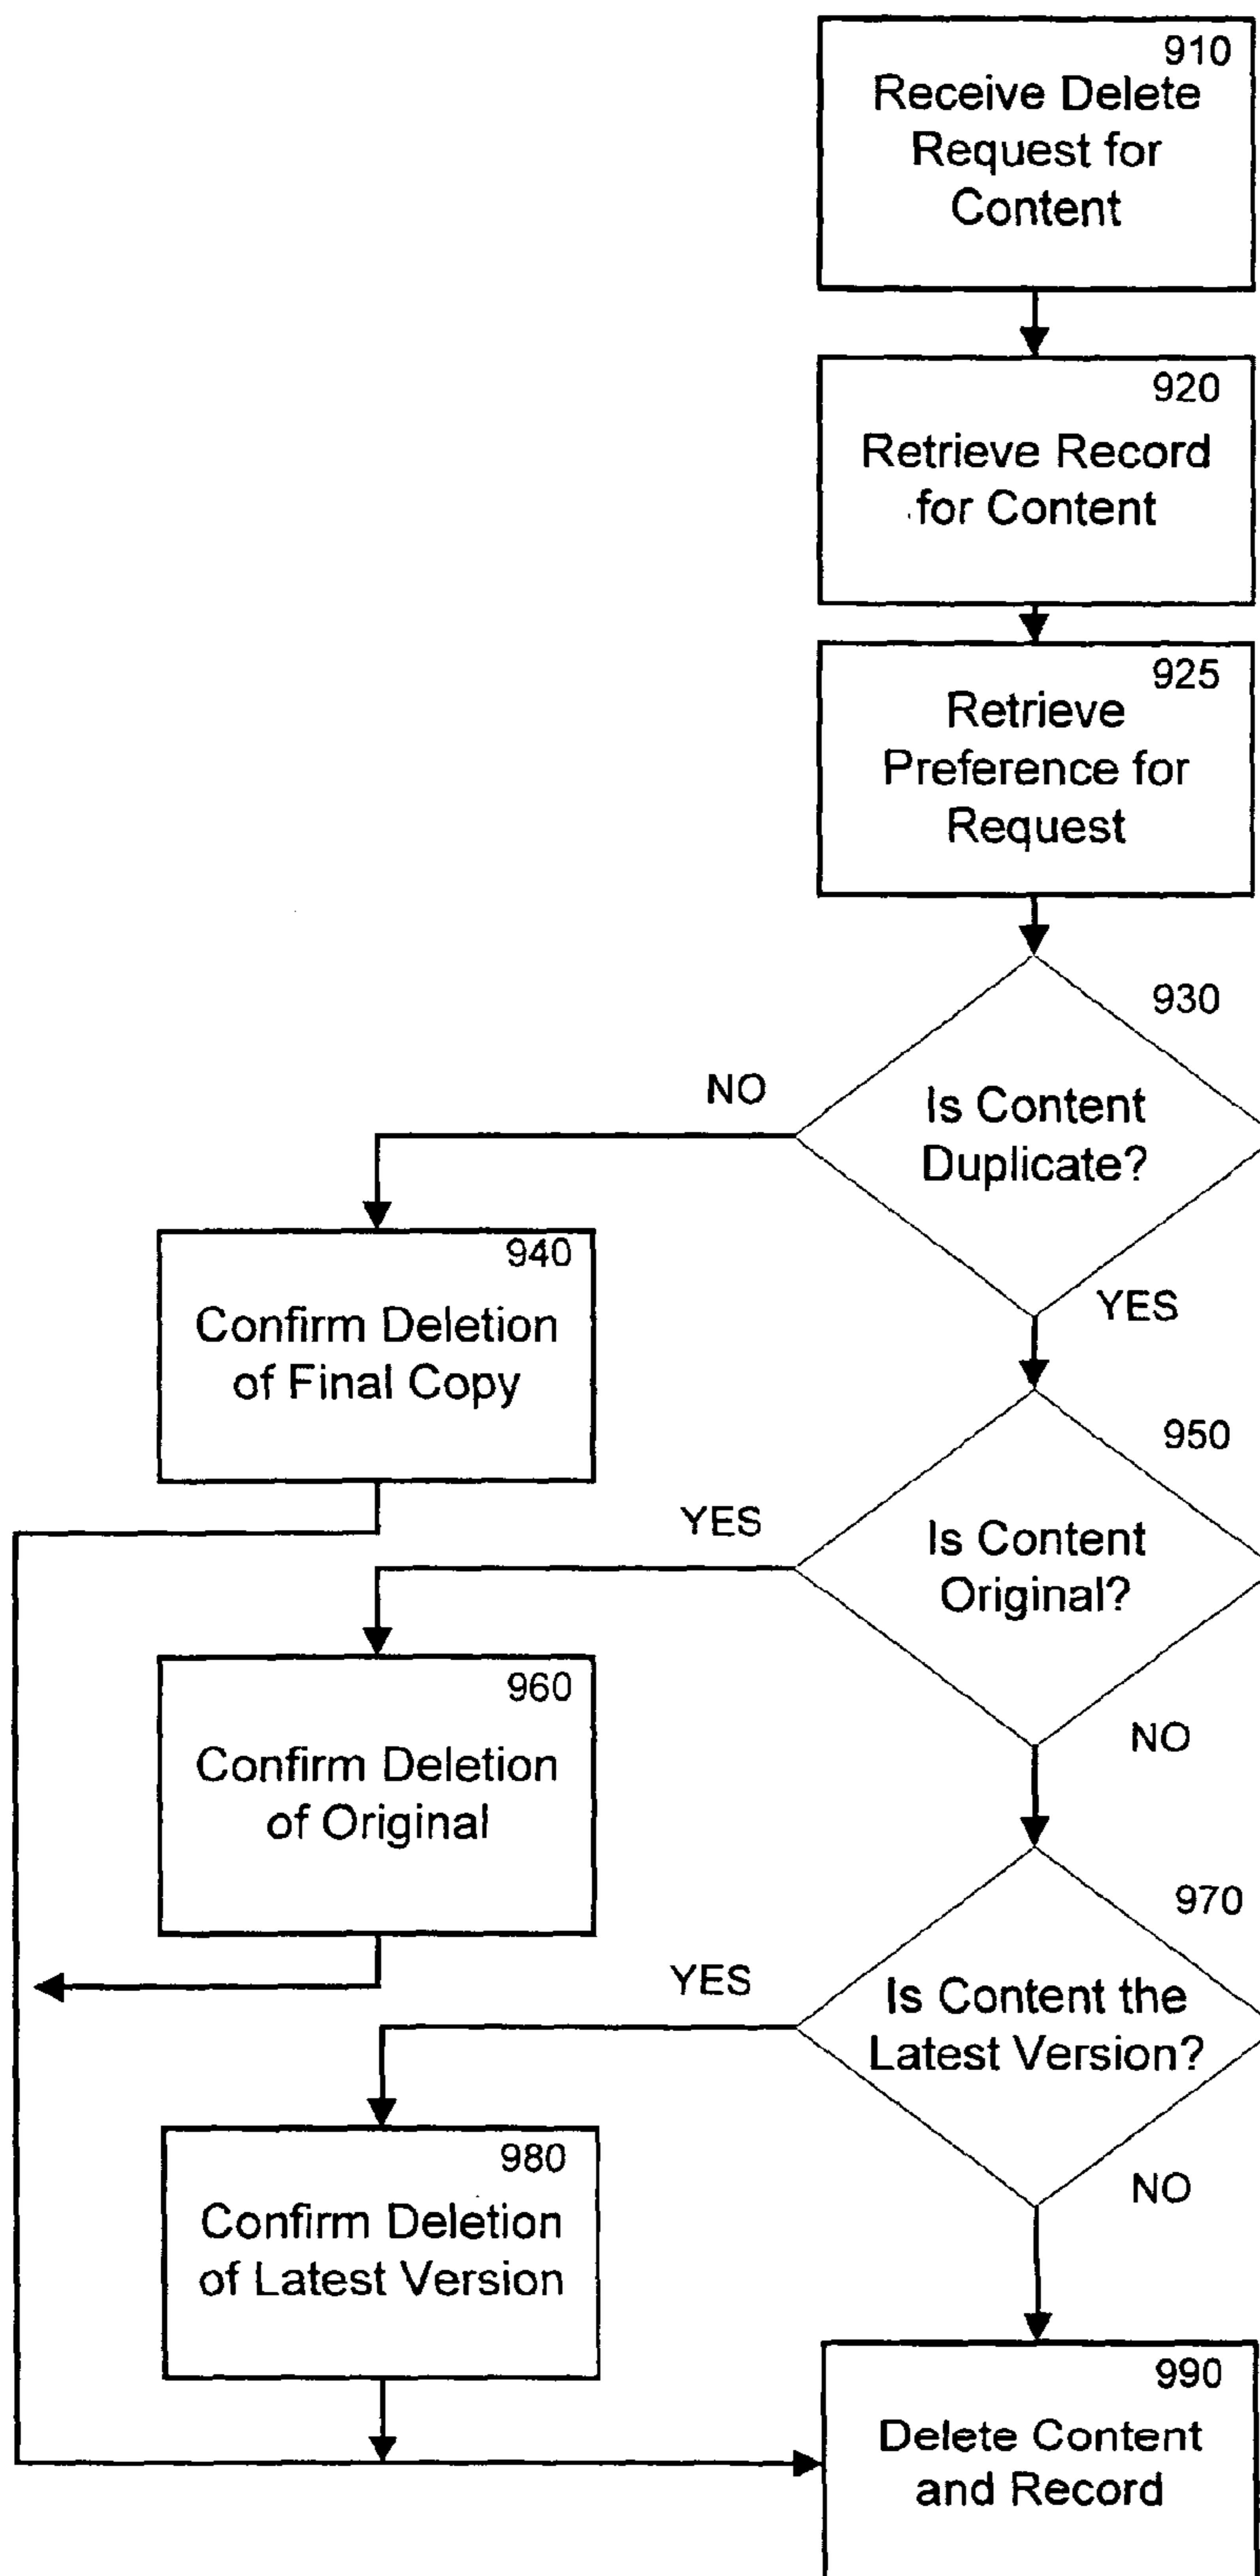 910
Receive Delete
Request for
Content
920
Retrieve Record
for Content
925
Retrieve
Preference for
Request
930
NO
Is Content
Duplicate?
940
YES
Confirm Deletion
of Final Copy
950
YES
Is Content
Original?
960
NO
Confirm Deletion
of Original
970
YES
Is Content the
Latest Version?
980
NO
Confirm Deletion
of Latest Version
990
Delete Content
and Record